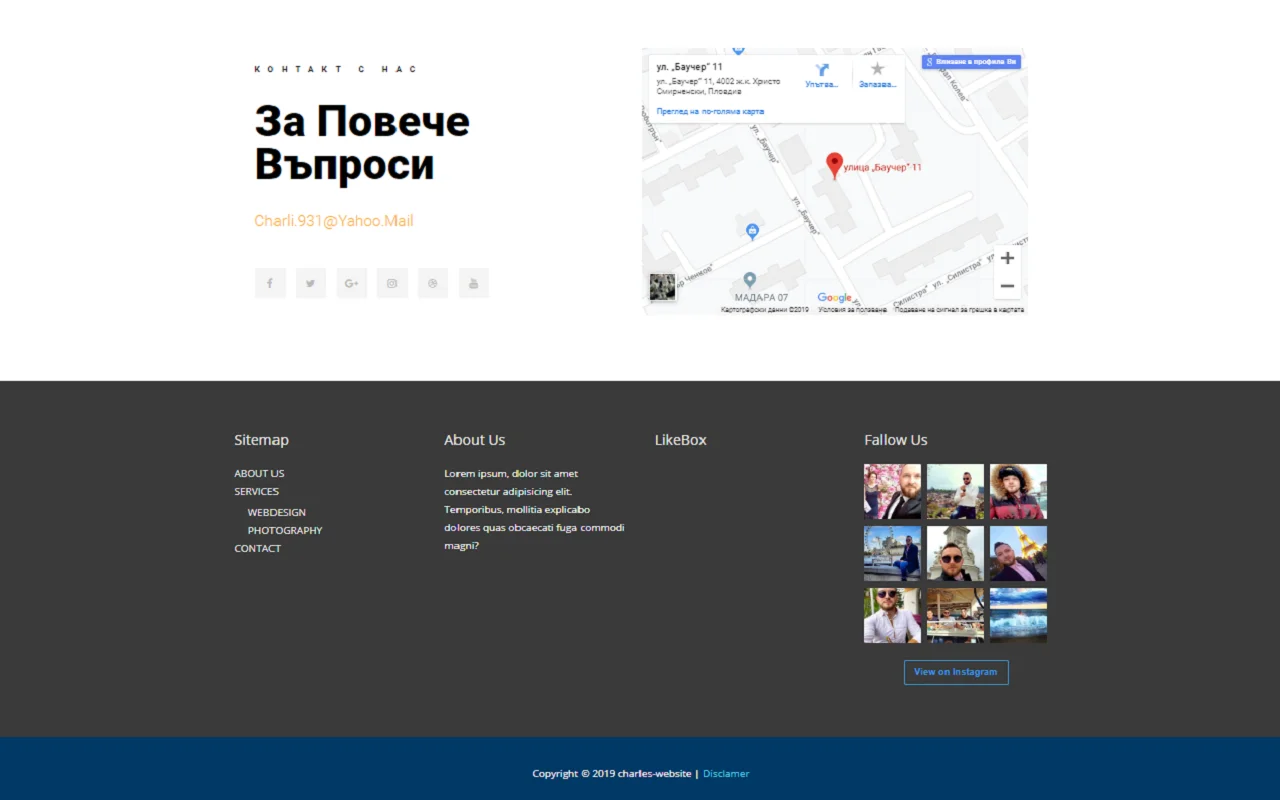 КОНТАКТ С НАС
За Повече
Въпроси
Charli.931@Yahoo.Mail
ул. „Баучер“ 11
ул. „Баучер“ 11, 4002 ж.к. Христо
Смирненски, Пловдив
Упътва...
Запазва...
Преглед на по-голяма карта
Влизане в профила Ви
ул. „Баучер“
улица „Баучер“ 11
ул. „Баучер“
ул. „Силистра“
МАДАРА 07
Google
Картографски данни ©2019
Условия за ползване
Подаване на сигнал за грешка в картата
Sitemap
ABOUT US
SERVICES
WEBDESIGN
PHOTOGRAPHY
CONTACT
About Us
Lorem ipsum, dolor sit amet
consectetur adipisicing elit.
Temporibus, mollitia explicabo
dolores quas obcaecati fuga commodi
magni?
LikeBox
Fallow Us
View on Instagram
Copyright © 2019 charles-website | Disclamer